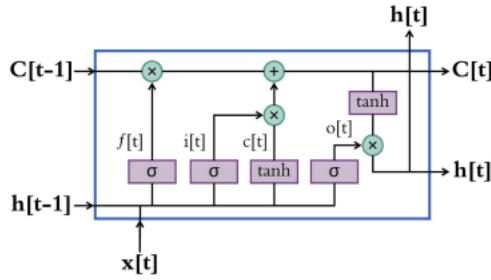 h[t]
C[t-1] × + C[t]
tanh
f[t] i[t] × c[t] o[t] ×
σ σ tanh σ h[t]
h[t-1]
x[t]